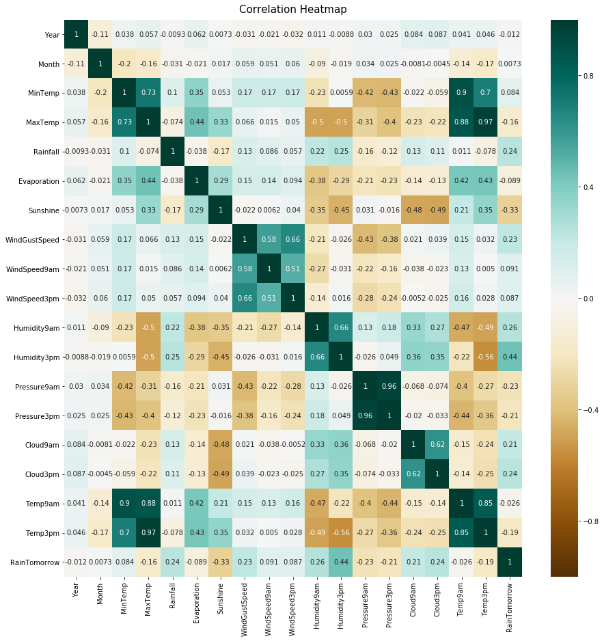 Correlation Heatmap
Year 1 -0.11 0.038 0.057 -0.0093 0.062 0.0073 -0.031 -0.021 -0.032 0.011 -0.0088 0.03 0.025 0.084 0.087 0.041 0.046 -0.012
Month -0.11 1 -0.2 -0.16 -0.031 -0.021 0.017 0.059 0.051 0.06 -0.09 -0.019 0.034 0.025 -0.0081 -0.0045 -0.14 -0.17 0.0073
MinTemp 0.038 -0.2 1 0.73 0.1 0.35 0.053 0.17 0.17 0.17 -0.23 0.0059 -0.42 -0.43 -0.022 -0.059 0.9 0.7 0.084
MaxTemp 0.057 -0.16 0.73 1 -0.074 0.44 0.33 0.066 0.015 0.05 -0.5 -0.5 -0.31 -0.4 -0.23 -0.22 0.88 0.97 -0.16
Rainfall -0.0093 -0.031 0.1 -0.074 1 -0.038 -0.17 0.13 0.086 0.057 0.22 0.25 -0.16 -0.12 0.13 0.11 0.011 -0.078 0.24
Evaporation 0.062 -0.021 0.35 0.44 -0.038 1 0.29 0.15 0.14 0.094 -0.38 -0.29 -0.21 -0.23 -0.14 -0.13 0.42 0.43 -0.089
Sunshine 0.0073 0.017 0.053 0.33 -0.17 0.29 1 -0.022 0.0062 0.04 -0.35 -0.45 0.031 -0.016 -0.48 -0.49 0.21 0.35 -0.33
WindGustSpeed -0.031 0.059 0.17 0.066 0.13 0.15 -0.022 1 0.58 0.66 -0.21 -0.026 -0.43 -0.38 0.021 0.039 0.15 0.032 0.23
WindSpeed9am -0.021 0.051 0.17 0.015 0.086 0.14 0.0062 0.58 1 0.51 -0.27 -0.031 -0.22 -0.16 -0.038 -0.023 0.13 0.005 0.091
WindSpeed3pm -0.032 0.06 0.17 0.05 0.057 0.094 0.04 0.66 0.51 1 -0.14 0.016 -0.28 -0.24 -0.0052 -0.025 0.16 0.028 0.087
Humidity9am 0.011 -0.09 -0.23 -0.5 0.22 -0.38 -0.35 -0.21 -0.27 -0.14 1 0.66 0.13 0.18 0.33 0.27 -0.47 -0.49 0.26
Humidity3pm -0.0088 -0.019 0.0059 -0.5 0.25 -0.29 -0.45 -0.026 -0.031 0.016 0.66 1 -0.026 0.049 0.36 0.35 -0.22 -0.56 0.44
Pressure9am 0.03 0.034 -0.42 -0.31 -0.16 -0.21 0.031 -0.43 -0.22 -0.28 0.13 -0.026 1 0.96 -0.068 -0.074 -0.4 -0.27 -0.23
Pressure3pm 0.025 0.025 -0.43 -0.4 -0.12 -0.23 -0.016 -0.38 -0.16 -0.24 0.18 0.049 0.96 1 -0.02 -0.033 -0.44 -0.36 -0.21
Cloud9am 0.084 -0.0081 -0.022 -0.23 0.13 -0.14 -0.48 0.021 -0.038 -0.0052 0.33 0.36 -0.068 -0.02 1 0.62 -0.15 -0.24 0.21
Cloud3pm 0.087 -0.0045 -0.059 -0.22 0.11 -0.13 -0.49 0.039 -0.023 -0.025 0.27 0.35 -0.074 -0.033 0.62 1 -0.14 -0.25 0.24
Temp9am 0.041 -0.14 0.9 0.88 0.011 0.42 0.21 0.15 0.13 0.16 -0.47 -0.22 -0.4 -0.44 -0.15 -0.14 1 0.85 -0.026
Temp3pm 0.046 -0.17 0.7 0.97 -0.078 0.43 0.35 0.032 0.005 0.028 -0.49 -0.56 -0.27 -0.36 -0.24 -0.25 0.85 1 -0.19
RainTomorrow -0.012 0.0073 0.084 -0.16 0.24 -0.089 -0.33 0.23 0.091 0.087 0.26 0.44 -0.23 -0.21 0.21 0.24 -0.026 -0.19 1
Year Month MinTemp MaxTemp Rainfall Evaporation Sunshine WindGustSpeed WindSpeed9am WindSpeed3pm Humidity9am Humidity3pm Pressure9am Pressure3pm Cloud9am Cloud3pm Temp9am Temp3pm RainTomorrow
0.8
0.4
0.0
−0.4
−0.8